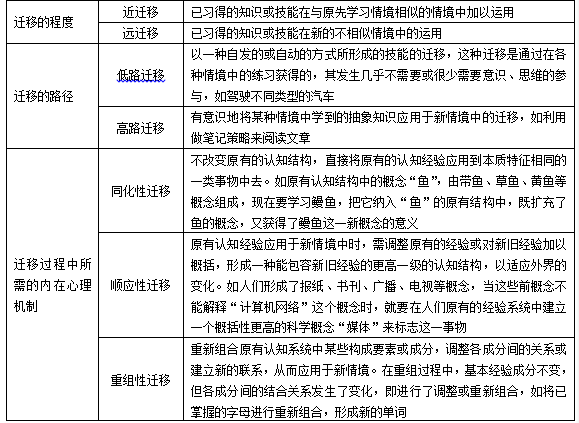 迁移的程度
近迁移
已习得的知识或技能在与原先学习情境相似的情境中加以运用
远迁移
已习得的知识或技能在新的不相似情境中的运用
迁移的路径
低路迁移
以一种自发的或自动的方式所形成的技能的迁移，这种迁移是通过在各
种情境中的练习获得的，其发生几乎不需要或很少需要意识、思维的参
与，如驾驶不同类型的汽车
高路迁移
有意识地将某种情境中学到的抽象知识应用于新情境中的迁移，如利用
做笔记策略来阅读文章
迁移过程中所
需的内在心理
机制
同化性迁移
不改变原有的认知结构，直接将原有的认知经验应用到本质特征相同的
一类事物中去。如原有认知结构中的概念“鱼”，由带鱼、草鱼、黄鱼等
概念组成，现在要学习鳗鱼，把它纳入“鱼”的原有结构中，既扩充了
鱼的概念，又获得了鳗鱼这一新概念的意义
顺应性迁移
原有认知经验应用于新情境中时，需调整原有的经验或对新旧经验加以
概括，形成一种能包容新旧经验的更高一级的认知结构，以适应外界的
变化。如人们形成了报纸、书刊、广播、电视等概念，当这些前概念不
能解释“计算机网络”这个概念时，就要在人们原有的经验系统中建立
一个概括性更高的科学概念“媒体”来标志这一事物
重组性迁移
重新组合原有认知系统中某些构成要素或成分，调整各成分间的关系或
建立新的联系，从而应用于新情境。在重组过程中，基本经验成分不变，
但各成分间的结合关系发生了变化，即进行了调整或重新组合，如将已
掌握的字母进行重新组合，形成新的单词